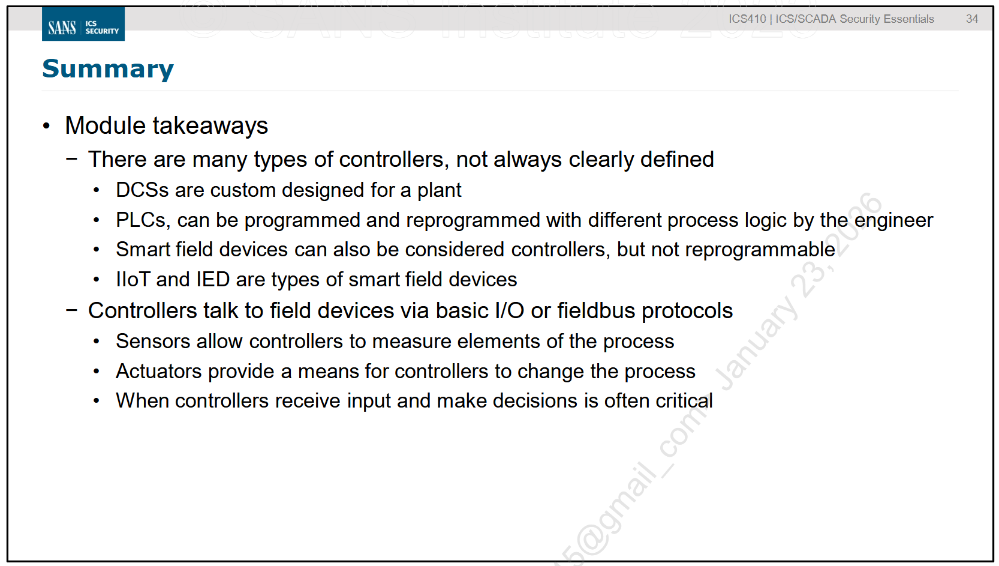 © SANS Institute 2026
SANS ICS SECURITY
ICS410 | ICS/SCADA Security Essentials 34
Summary
• Module takeaways
− There are many types of controllers, not always clearly defined
• DCSs are custom designed for a plant
• PLCs, can be programmed and reprogrammed with different process logic by the engineer
• Smart field devices can also be considered controllers, but not reprogrammable
• IIoT and IED are types of smart field devices
− Controllers talk to field devices via basic I/O or fieldbus protocols
• Sensors allow controllers to measure elements of the process
• Actuators provide a means for controllers to change the process
• When controllers receive input and make decisions is often critical
15@gmail_com - January 23, 2026